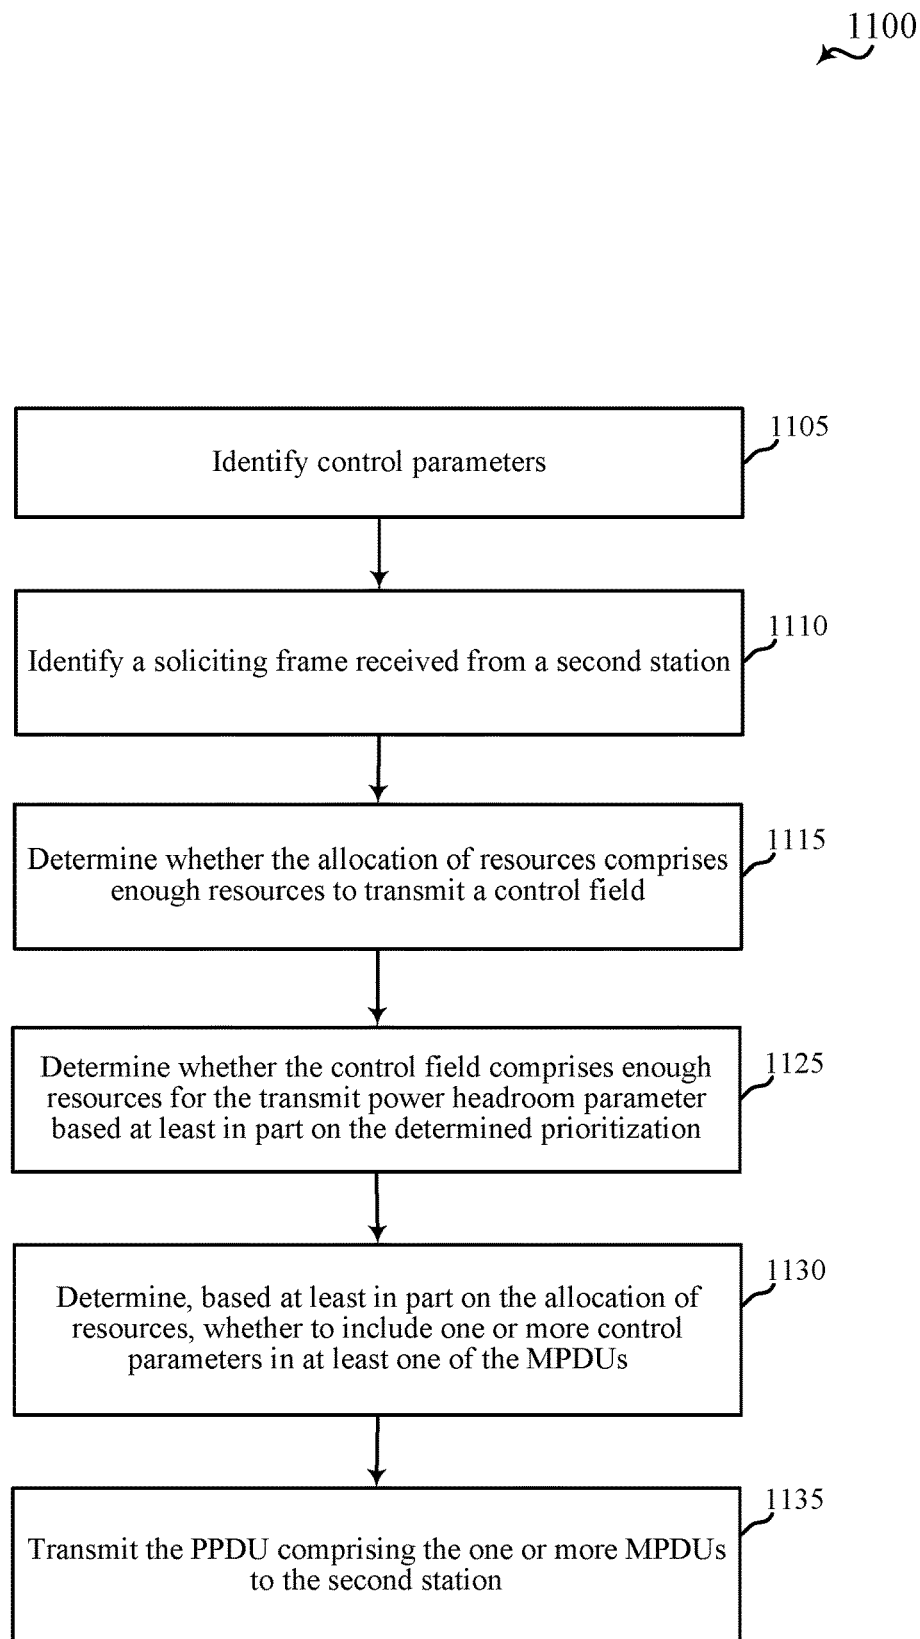 1100
Identify control parameters
1105
Identify a soliciting frame received from a second station
1110
Determine whether the allocation of resources comprises
enough resources to transmit a control field
1115
Determine whether the control field comprises enough
resources for the transmit power headroom parameter
based at least in part on the determined prioritization
1125
Determine, based at least in part on the allocation of
resources, whether to include one or more control
parameters in at least one of the MPDUs
1130
Transmit the PPDU comprising the one or more MPDUs
to the second station
1135